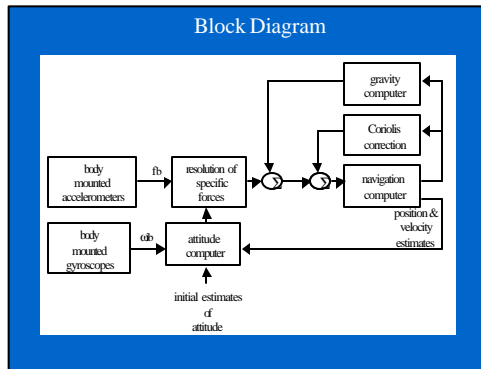 Block Diagram
gravity
computer
Coriolis
correction
body
mounted
accelerometers
fb
resolution of
specific
forces
Σ
Σ
navigation
computer
position &
velocity
estimates
body
mounted
gyroscopes
ωib
attitude
computer
initial estimates
of
attitude